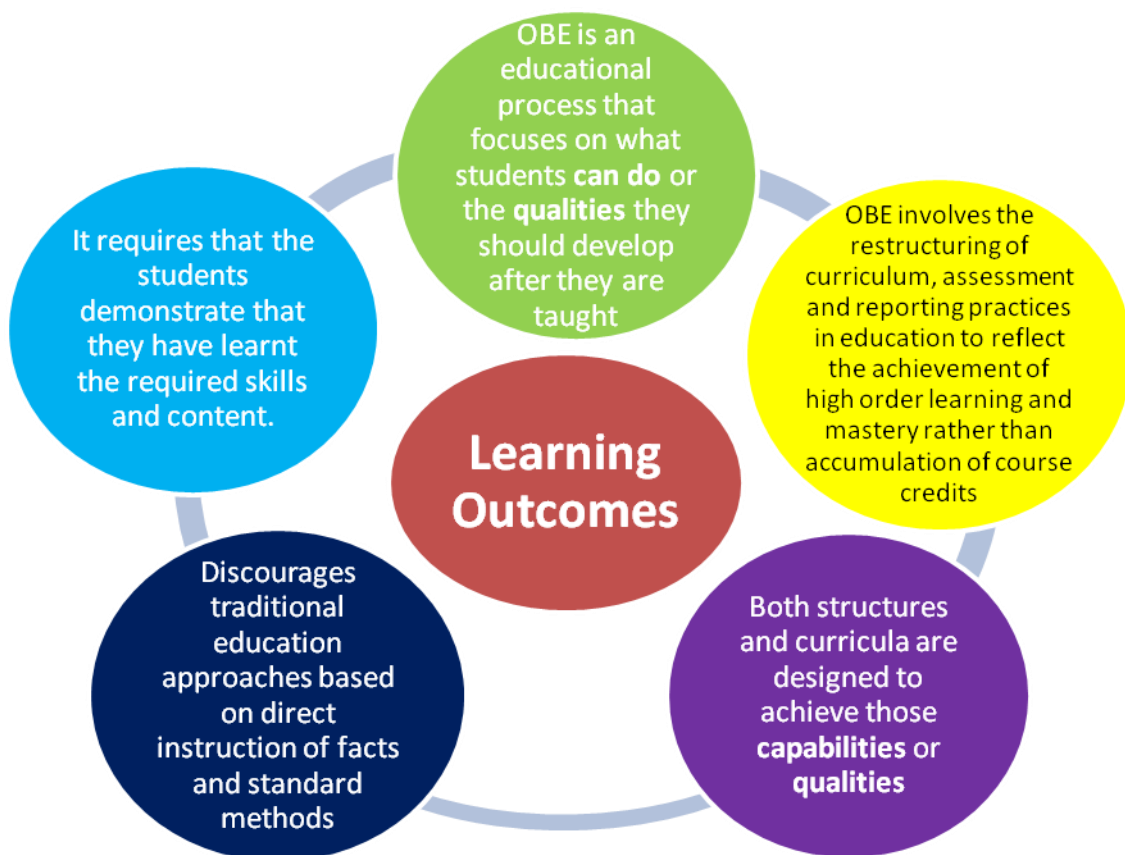 OBE is an
educational
process that
focuses on what
students can do or
the qualities they
should develop
after they are
taught
OBE involves the
restructuring of
curriculum, assessment
and reporting practices
in education to reflect
the achievement of
high order learning and
mastery rather than
accumulation of course
credits
Both structures
and curricula are
designed to
achieve those
capabilities or
qualities
Discourages
traditional
education
approaches based
on direct
instruction of facts
and standard
methods
It requires that the
students
demonstrate that
they have learnt
the required skills
and content.
Learning
Outcomes